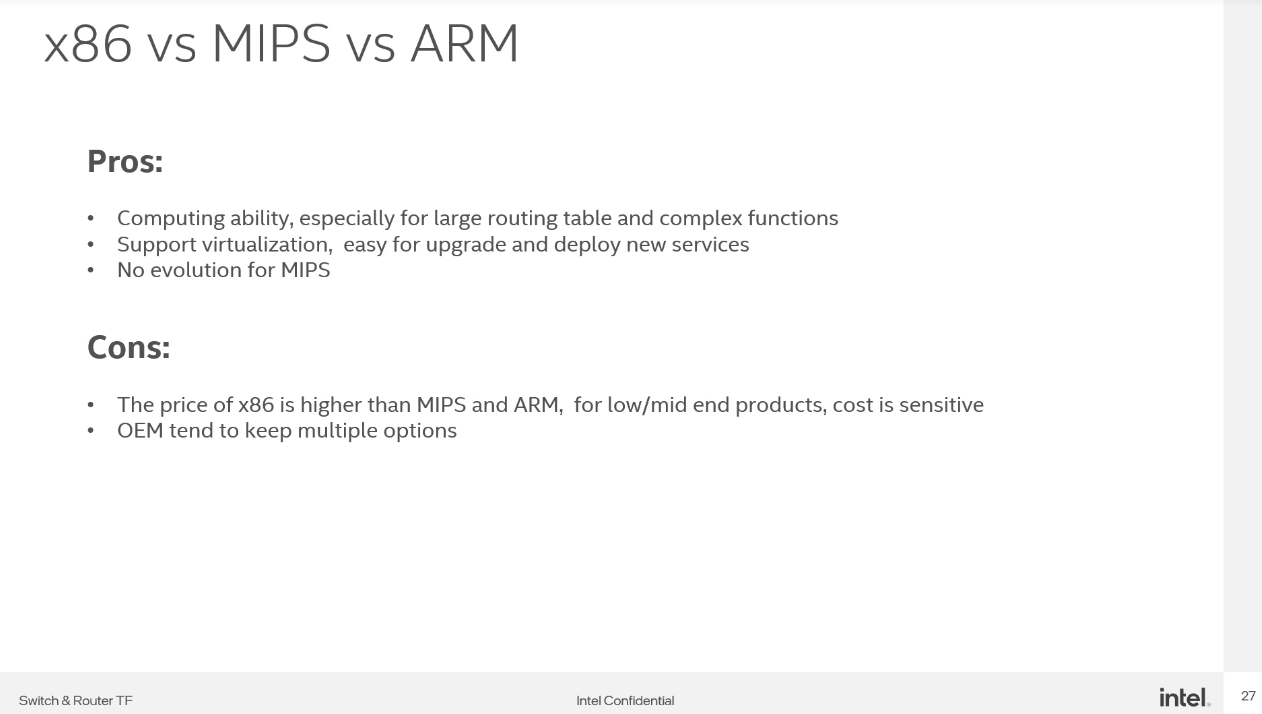 x86 vs MIPS vs ARM
Pros:
• Computing ability, especially for large routing table and complex functions
• Support virtualization,  easy for upgrade and deploy new services
• No evolution for MIPS
Cons:
• The price of x86 is higher than MIPS and ARM,  for low/mid end products, cost is sensitive
• OEM tend to keep multiple options
Switch & Router TF
Intel Confidential
intel.
27